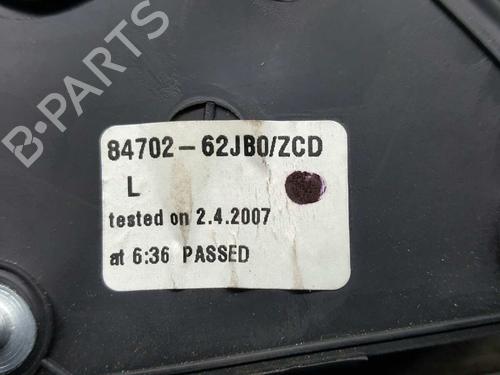 84702-62JB0/ZCD
L
tested on 2.4.2007
at 6:36 PASSED
B-PARTS